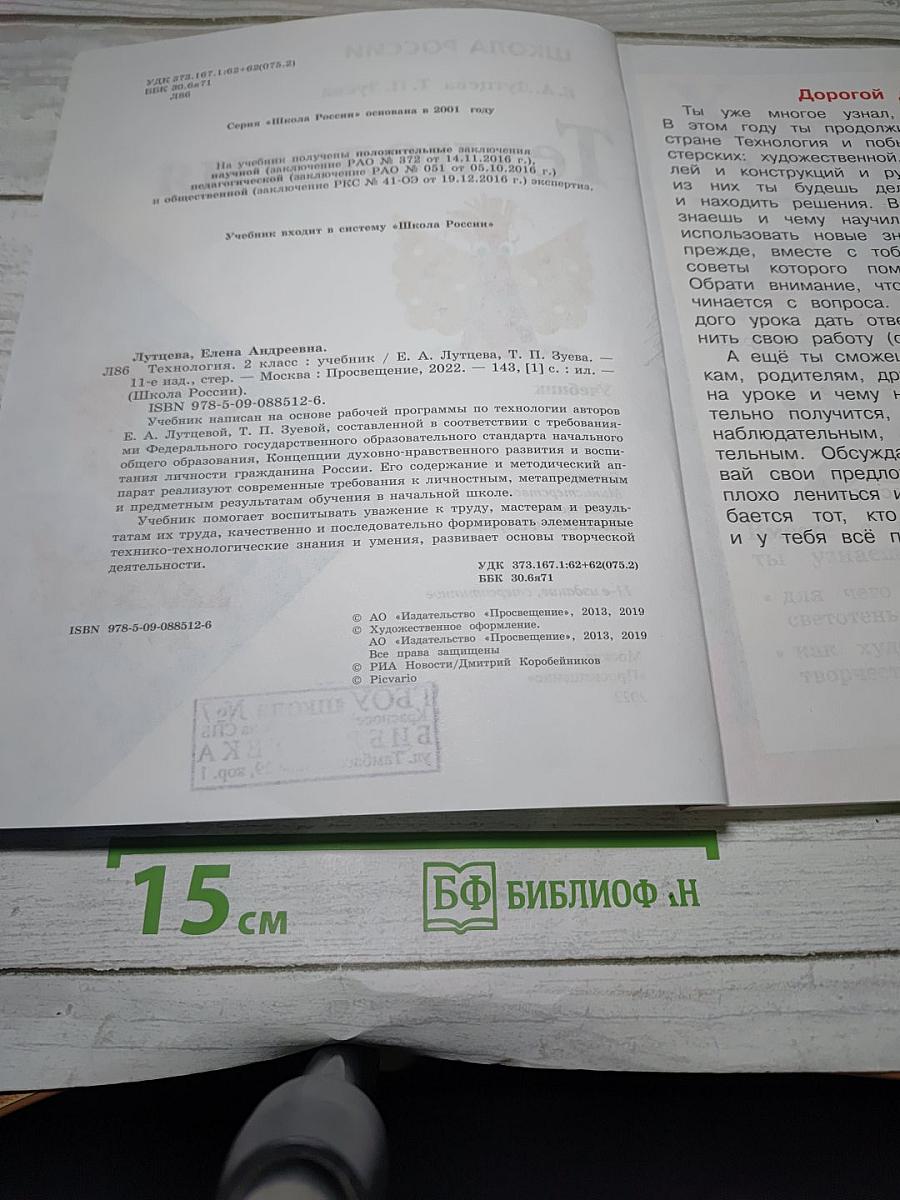 УДК 373.167.1:62+62(075.2)
ББК 30.6я71
Л86
Серия «Школа России» основана в 2001 году
На учебник получены положительные заключения
научной (заключение РАО № 372 от 14.11.2016 г.),
педагогической (заключение РАО № 051 от 05.10.2016 г.)
и общественной (заключение РКС № 41-ОЭ от 19.12.2016 г.) экспертиз.
Учебник входит в систему «Школа России»
Лутцева, Елена Андреевна.
Л86 Технология. 2 класс : учебник / Е. А. Лутцева, Т. П. Зуева. —
11-е изд., стер. — Москва : Просвещение, 2022. — 143, [1] с. : ил. —
(Школа России).
ISBN 978-5-09-088512-6.
Учебник написан на основе рабочей программы по технологии авторов
Е. А. Лутцевой, Т. П. Зуевой, составленной в соответствии с требования-
ми Федерального государственного образовательного стандарта начального
общего образования, Концепции духовно-нравственного развития и воспи-
тания личности гражданина России. Его содержание и методический ап-
парат реализуют современные требования к личностным, метапредметным
и предметным результатам обучения в начальной школе.
Учебник помогает воспитывать уважение к труду, мастерам и резуль-
татам их труда, качественно и последовательно формировать элементарные
технико-технологические знания и умения, развивает основы творческой
деятельности.
УДК 373.167.1:62+62(075.2)
ББК 30.6я71
ISBN 978-5-09-088512-6
© АО «Издательство «Просвещение», 2013, 2019
© Художественное оформление.
АО «Издательство «Просвещение», 2013, 2019
Все права защищены
© РИА Новости/Дмитрий Коробейников
© Picvario
Дорогой
Ты уже многое узнал,
В этом году ты продолжи
стране Технология и побы
стерских: художественной,
лей и конструкций и ру
из них ты будешь дел
и находить решения. В
знаешь и чему научил
использовать новые зн
прежде, вместе с тоб
советы которого пом
Обрати внимание, что
чинается с вопроса.
дого урока дать отве
нить свою работу (с
А ещё ты сможеш
кам, родителям, др
на уроке и чему н
тельно получится,
наблюдательным,
тельным. Обсужда
вай свои предло
плохо лениться и
бается тот, кто
и у тебя всё п
15 см
БФ БИБЛИОФ